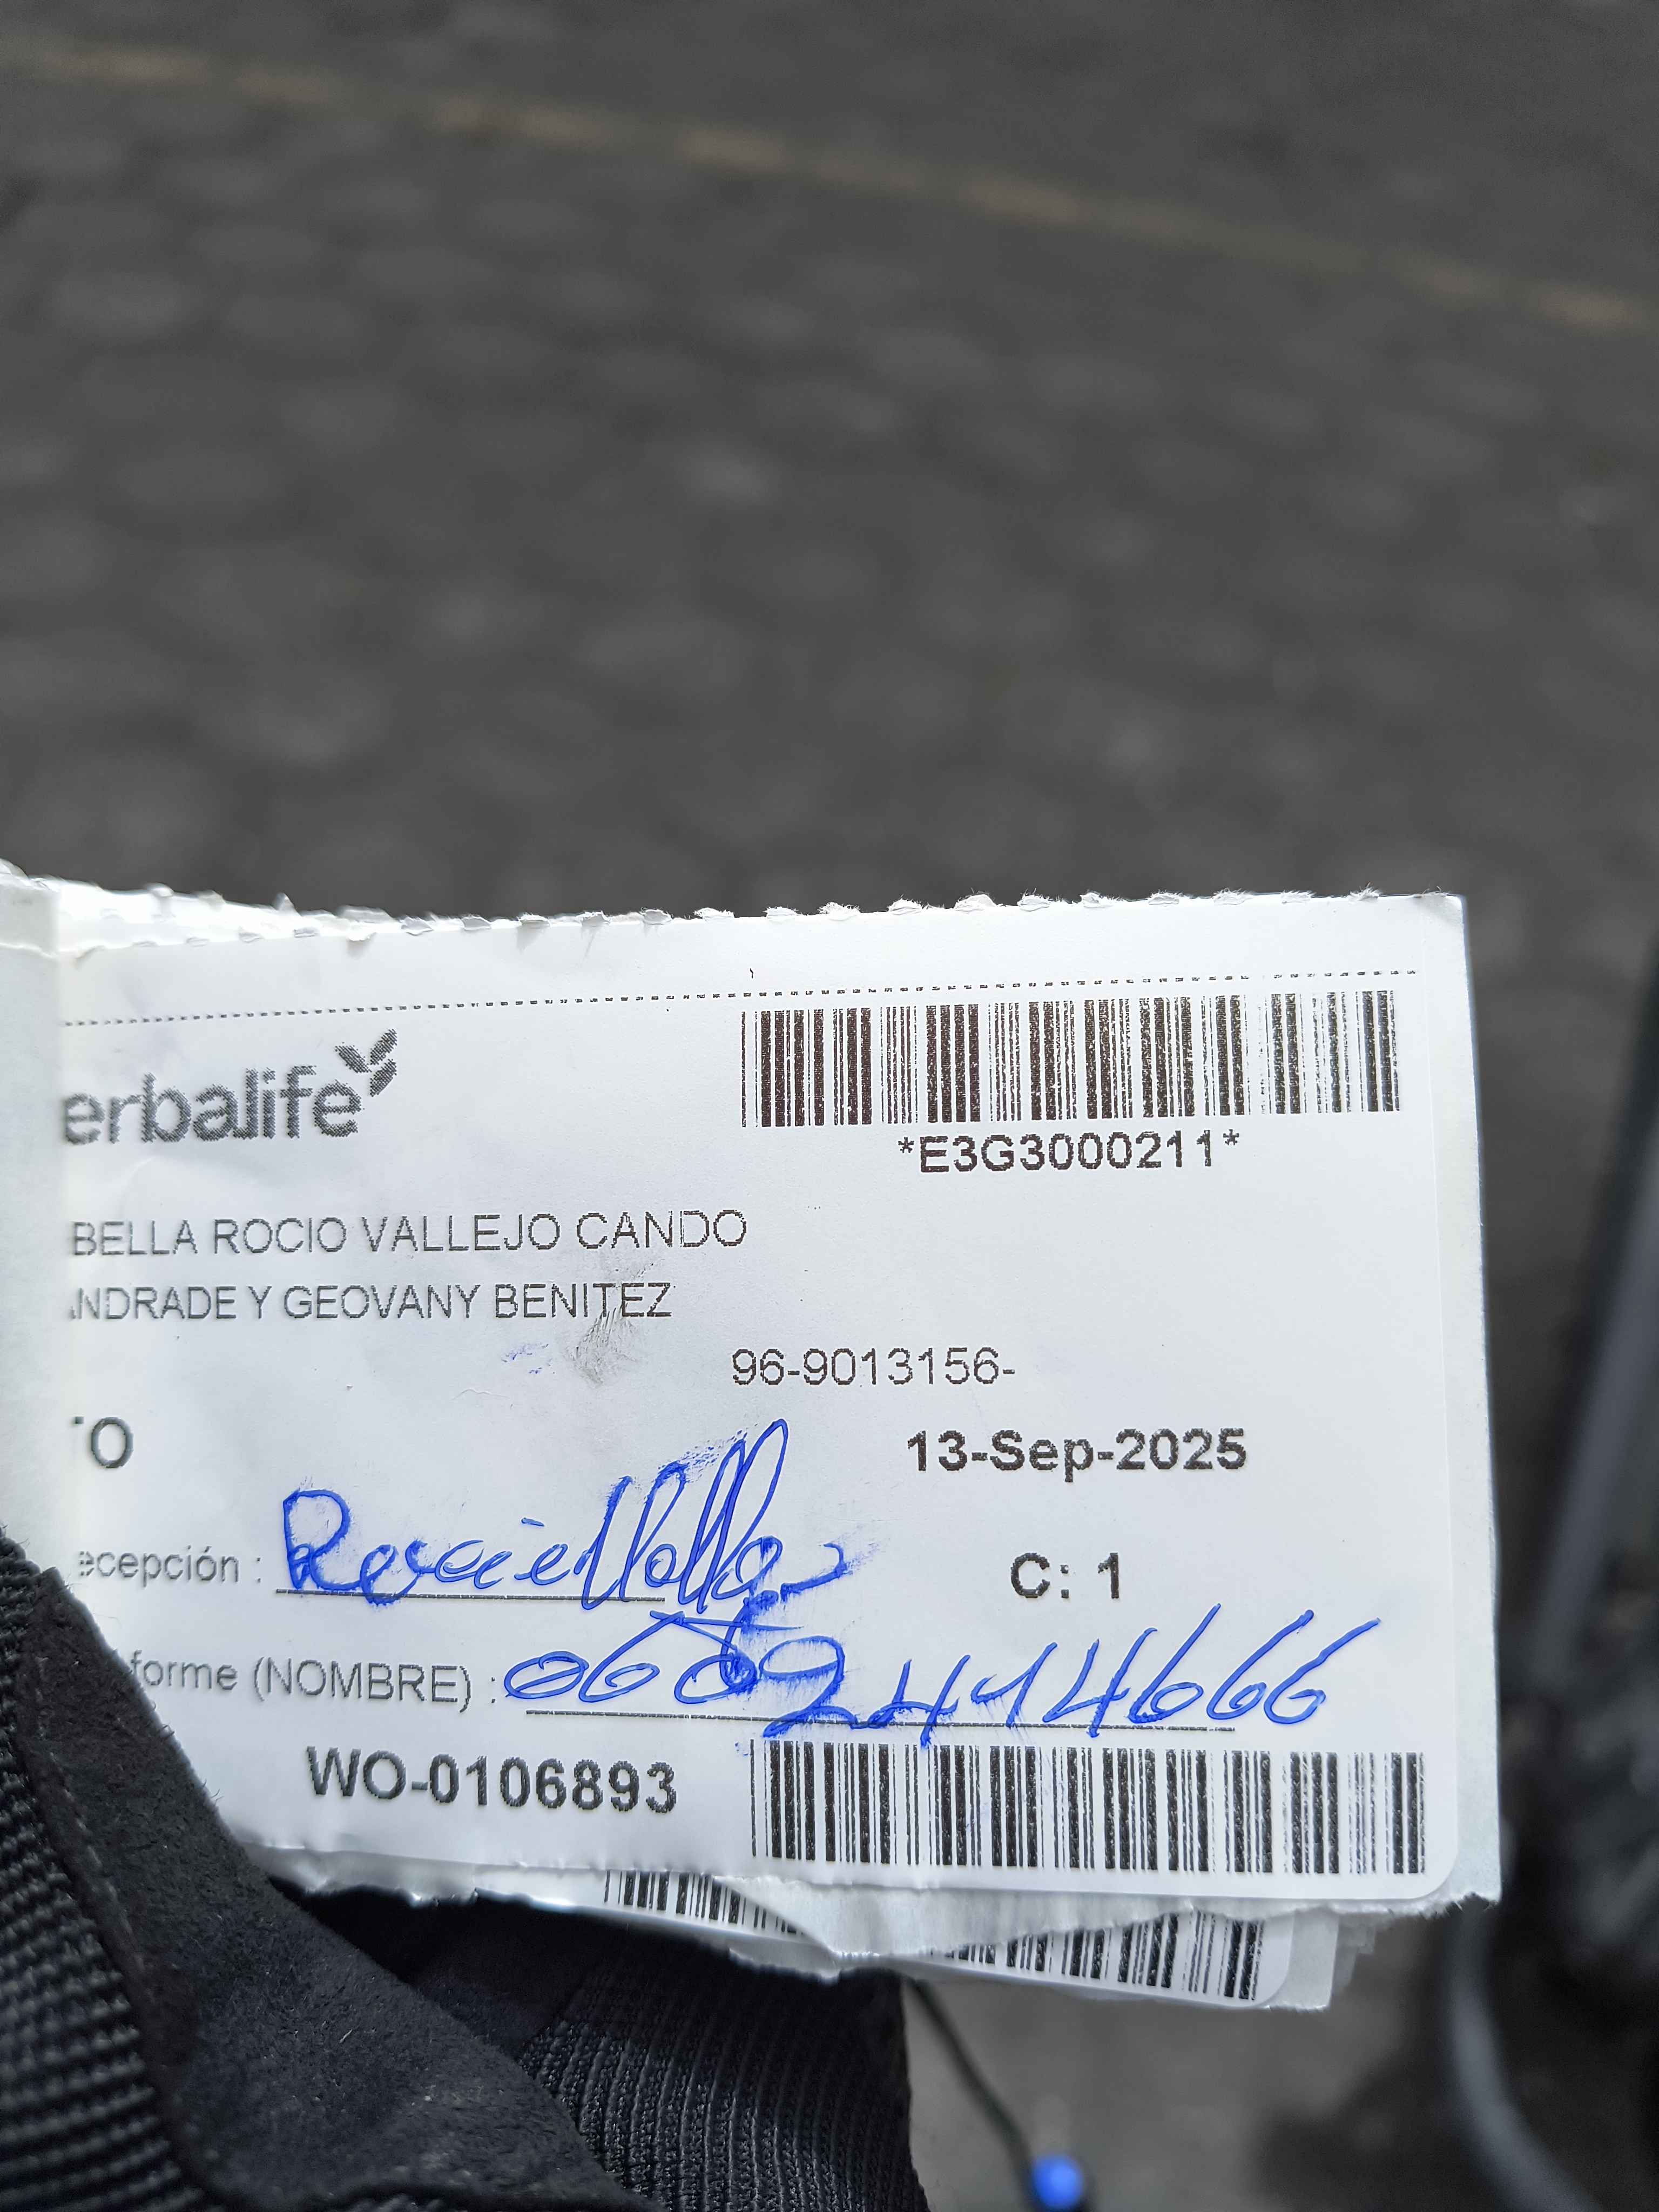 erbalife
*E3G3000211*
BELLA ROCIO VALLEJO CANDO
NDRADE Y GEOVANY BENITEZ
96-9013156-
O
13-Sep-2025
ecepción :
C: 1
forme (NOMBRE) :
WO-0106893